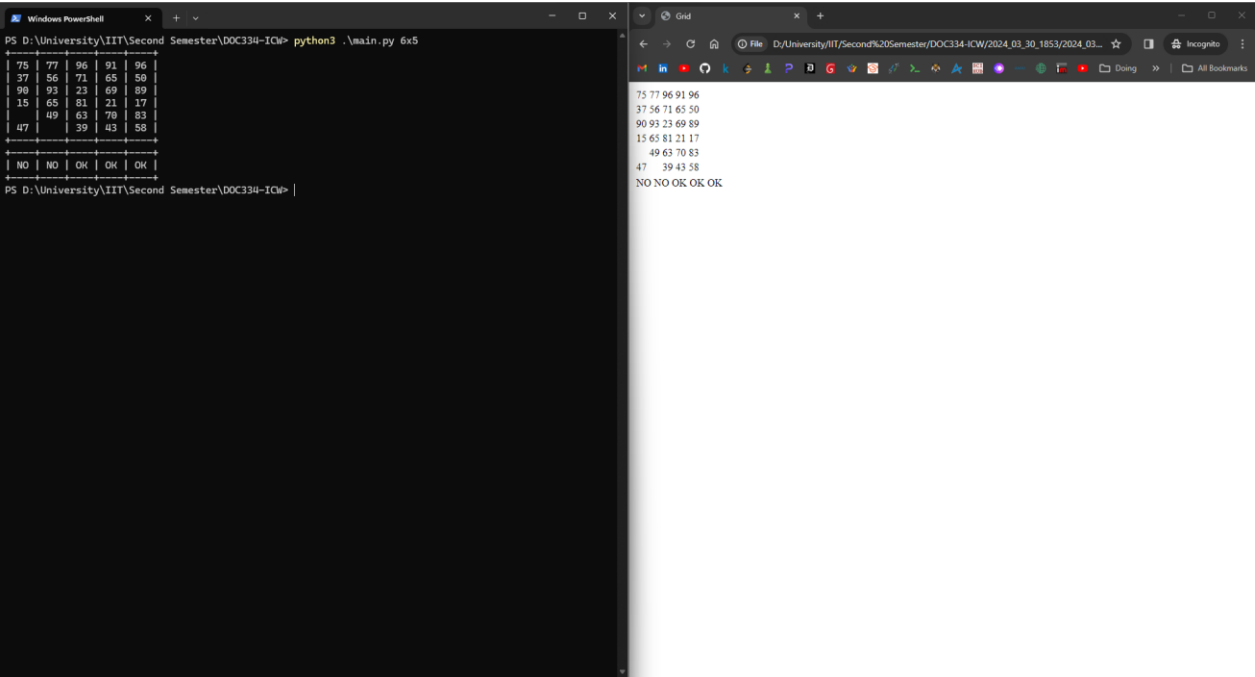 Windows PowerShell
PS D:\University\IIT\Second Semester\DOC334-ICW> python3 .\main.py 6x5
+----+----+----+----+----+
| 75 | 77 | 96 | 91 | 96 |
| 37 | 56 | 71 | 65 | 50 |
| 90 | 93 | 23 | 69 | 89 |
| 15 | 65 | 81 | 21 | 17 |
|    | 49 | 63 | 70 | 83 |
| 47 |    | 39 | 43 | 58 |
+----+----+----+----+----+
+----+----+----+----+----+
| NO | NO | OK | OK | OK |
+----+----+----+----+----+
PS D:\University\IIT\Second Semester\DOC334-ICW>
Grid
File D:/University/IIT/Second%20Semester/DOC334-ICW/2024_03_30_1853/2024_03... Incognito
Doing » All Bookmarks
75 77 96 91 96
37 56 71 65 50
90 93 23 69 89
15 65 81 21 17
49 63 70 83
47 39 43 58
NO NO OK OK OK